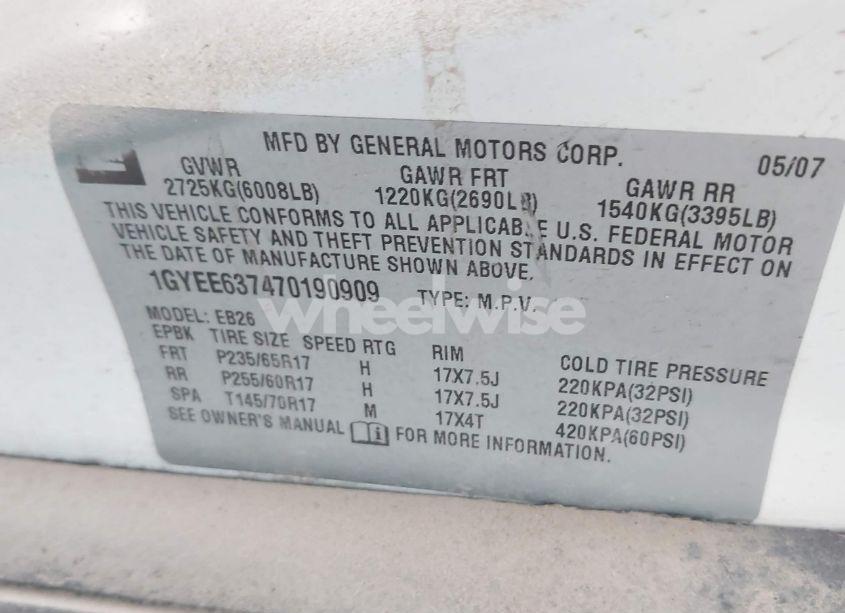 MFD BY GENERAL MOTORS CORP. 05/07
GVWR GAWR FRT GAWR RR
2725KG(6008LB) 1220KG(2690LB) 1540KG(3395LB)
THIS VEHICLE CONFORMS TO ALL APPLICABLE U.S. FEDERAL MOTOR
VEHICLE SAFETY AND THEFT PREVENTION STANDARDS IN EFFECT ON
THE DATE OF MANUFACTURE SHOWN ABOVE.
1GYEE637470190909 TYPE: M.P.V.
wheelwise
MODEL: EB26
EPBK TIRE SIZE SPEED RTG RIM COLD TIRE PRESSURE
FRT P235/65R17 H 17X7.5J 220KPA(32PSI)
RR P255/60R17 H 17X7.5J 220KPA(32PSI)
SPA T145/70R17 M 17X4T 420KPA(60PSI)
SEE OWNER'S MANUAL i FOR MORE INFORMATION.